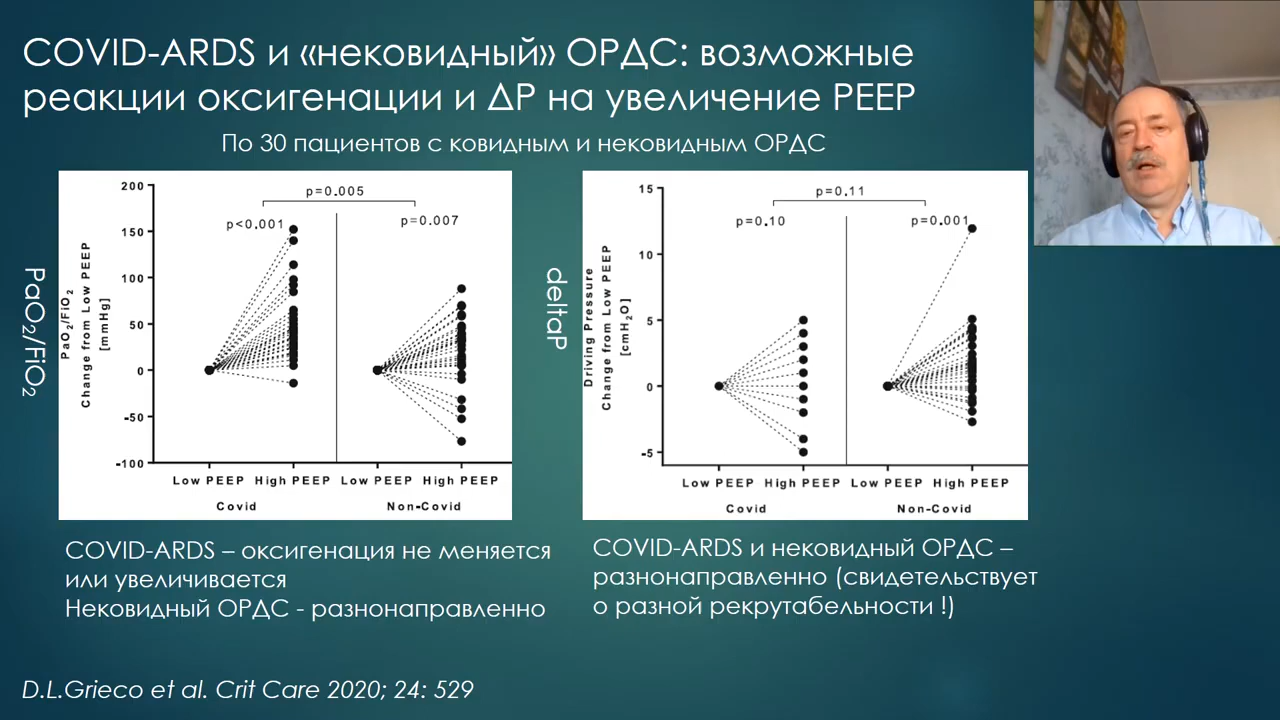 COVID-ARDS и «нековидный» ОРДС: возможные
реакции оксигенации и ΔP на увеличение PEEP
По 30 пациентов с ковидным и нековидным ОРДС
PaO2/FiO2
PaO2/FiO2
Change from Low PEEP
[mmHg]
200
150
100
50
0
-50
-100
p=0.005
p<0.001
p=0.007
Low PEEP High PEEP Low PEEP High PEEP
Covid Non-Covid
deltaP
Driving Pressure
Change from Low PEEP
[cmH2O]
15
10
5
0
-5
p=0.11
p=0.10
p=0.001
Low PEEP High PEEP Low PEEP High PEEP
Covid Non-Covid
COVID-ARDS – оксигенация не меняется
или увеличивается
Нековидный ОРДС - разнонаправленно
COVID-ARDS и нековидный ОРДС –
разнонаправленно (свидетельствует
о разной рекрутабельности !)
D.L.Grieco et al. Crit Care 2020; 24: 529